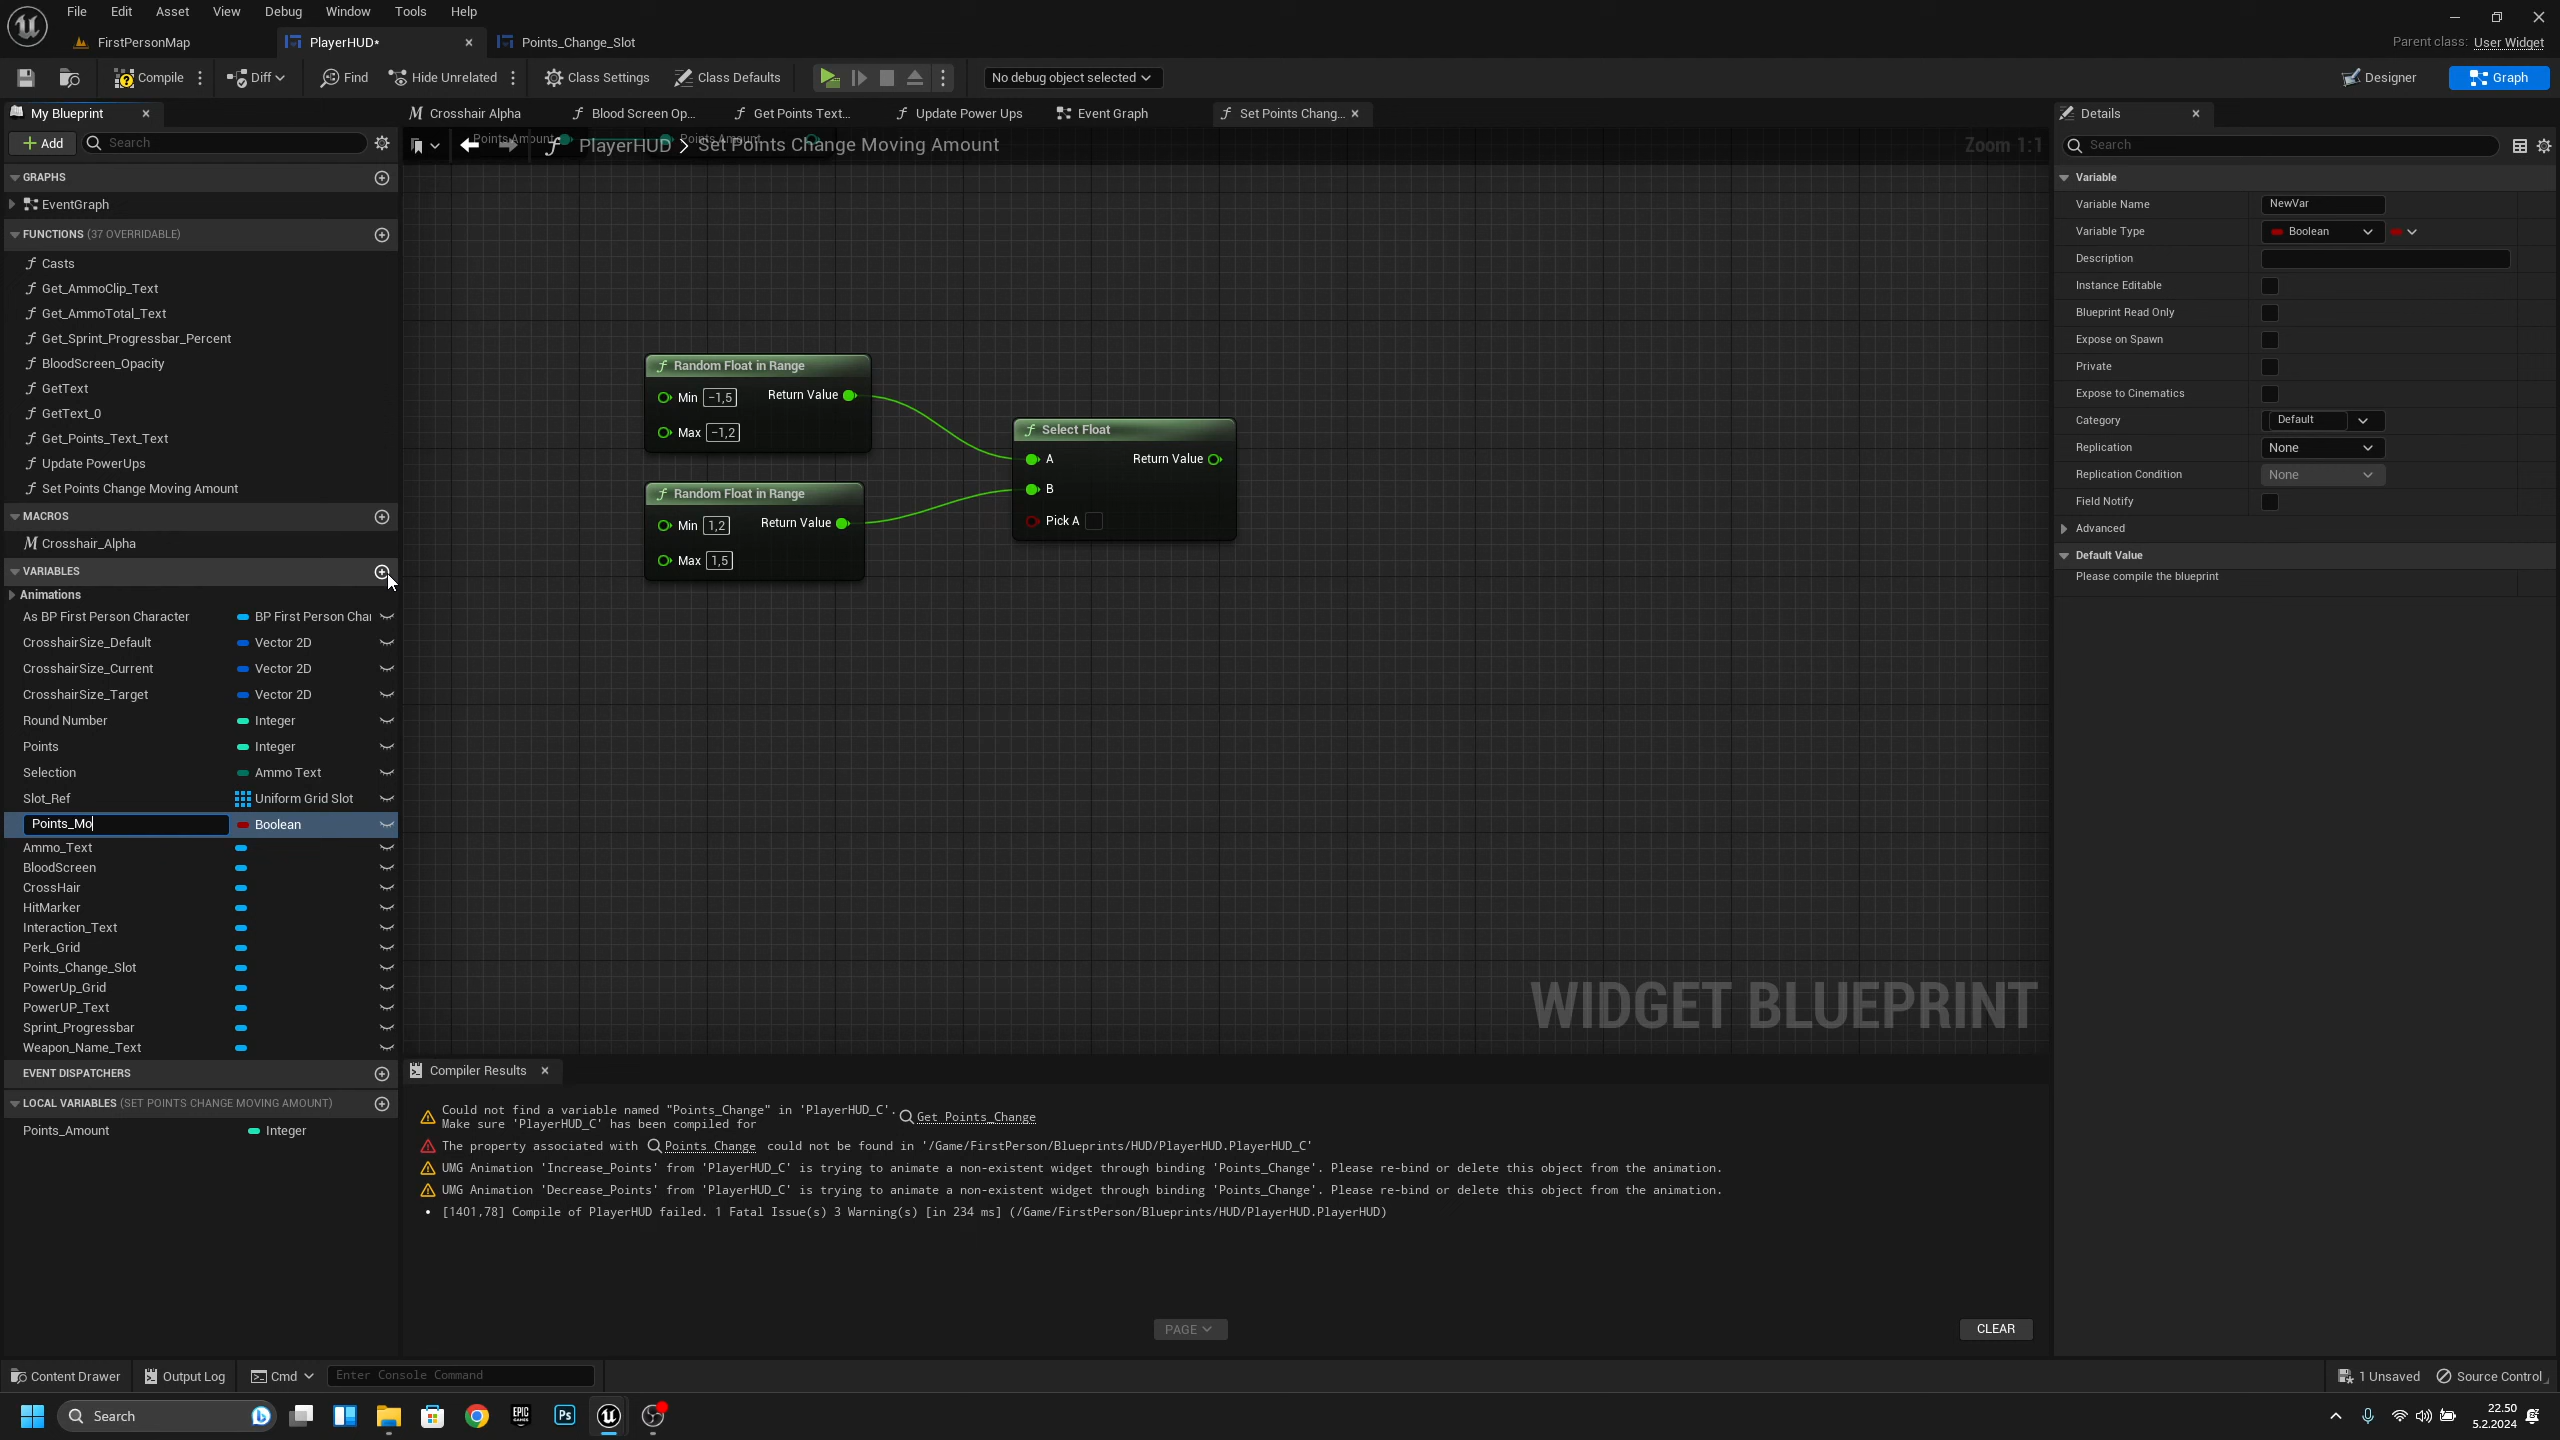 File Edit Asset View Debug Window Tools Help
FirstPersonMap
PlayerHUD*
Points_Change_Slot
Parent class: User Widget
Compile
Diff
Find
Hide Unrelated
Class Settings
Class Defaults
No debug object selected
Designer
Graph
My Blueprint
Add
Search
GRAPHS
EventGraph
FUNCTIONS (37 OVERRIDABLE)
Casts
Get_AmmoClip_Text
Get_AmmoTotal_Text
Get_Sprint_Progressbar_Percent
BloodScreen_Opacity
GetText
GetText_0
Get_Points_Text_Text
Update PowerUps
Set Points Change Moving Amount
MACROS
Crosshair_Alpha
VARIABLES
Animations
As BP First Person Character BP First Person Cha
CrosshairSize_Default Vector 2D
CrosshairSize_Current Vector 2D
CrosshairSize_Target Vector 2D
Round Number Integer
Points Integer
Selection Ammo Text
Slot_Ref Uniform Grid Slot
Points_Mo Boolean
Ammo_Text
BloodScreen
CrossHair
HitMarker
Interaction_Text
Perk_Grid
Points_Change_Slot
PowerUp_Grid
PowerUP_Text
Sprint_Progressbar
Weapon_Name_Text
EVENT DISPATCHERS
LOCAL VARIABLES (SET POINTS CHANGE MOVING AMOUNT)
Points_Amount Integer
Crosshair Alpha
Blood Screen Op...
Get Points Text...
Update Power Ups
Event Graph
Set Points Chang...
Points Amount
Points Amount
PlayerHUD > Set Points Change Moving Amount
Zoom 1:1
Random Float in Range
Min -1,5 Return Value
Max -1,2
Random Float in Range
Min 1,2 Return Value
Max 1,5
Select Float
A Return Value
B
Pick A
WIDGET BLUEPRINT
Compiler Results
Could not find a variable named "Points_Change" in 'PlayerHUD_C'.
Make sure 'PlayerHUD_C' has been compiled for
Get Points_Change
The property associated with Points Change could not be found in '/Game/FirstPerson/Blueprints/HUD/PlayerHUD.PlayerHUD_C'
UMG Animation 'Increase_Points' from 'PlayerHUD_C' is trying to animate a non-existent widget through binding 'Points_Change'. Please re-bind or delete this object from the animation.
UMG Animation 'Decrease_Points' from 'PlayerHUD_C' is trying to animate a non-existent widget through binding 'Points_Change'. Please re-bind or delete this object from the animation.
[1401,78] Compile of PlayerHUD failed. 1 Fatal Issue(s) 3 Warning(s) [in 234 ms] (/Game/FirstPerson/Blueprints/HUD/PlayerHUD.PlayerHUD)
PAGE
CLEAR
Details
Search
Variable
Variable Name NewVar
Variable Type Boolean
Description
Instance Editable
Blueprint Read Only
Expose on Spawn
Private
Expose to Cinematics
Category Default
Replication None
Replication Condition None
Field Notify
Advanced
Default Value
Please compile the blueprint
Content Drawer
Output Log
Cmd
Enter Console Command
1 Unsaved
Source Control
Search
EPIC GAMES
Ps
22.50
5.2.2024